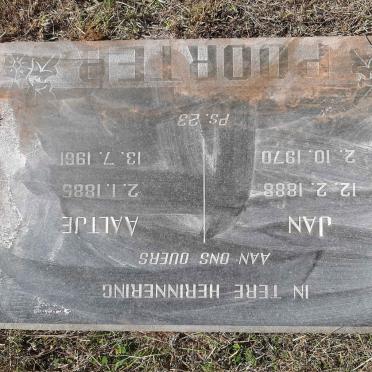 IN TERE HERINNERING
AAN ONS OUERS
JAN AALTJE
12. 2. 1888 2. 1. 1885
2. 10. 1970 13. 7. 1961
Ps. 23
POORTER